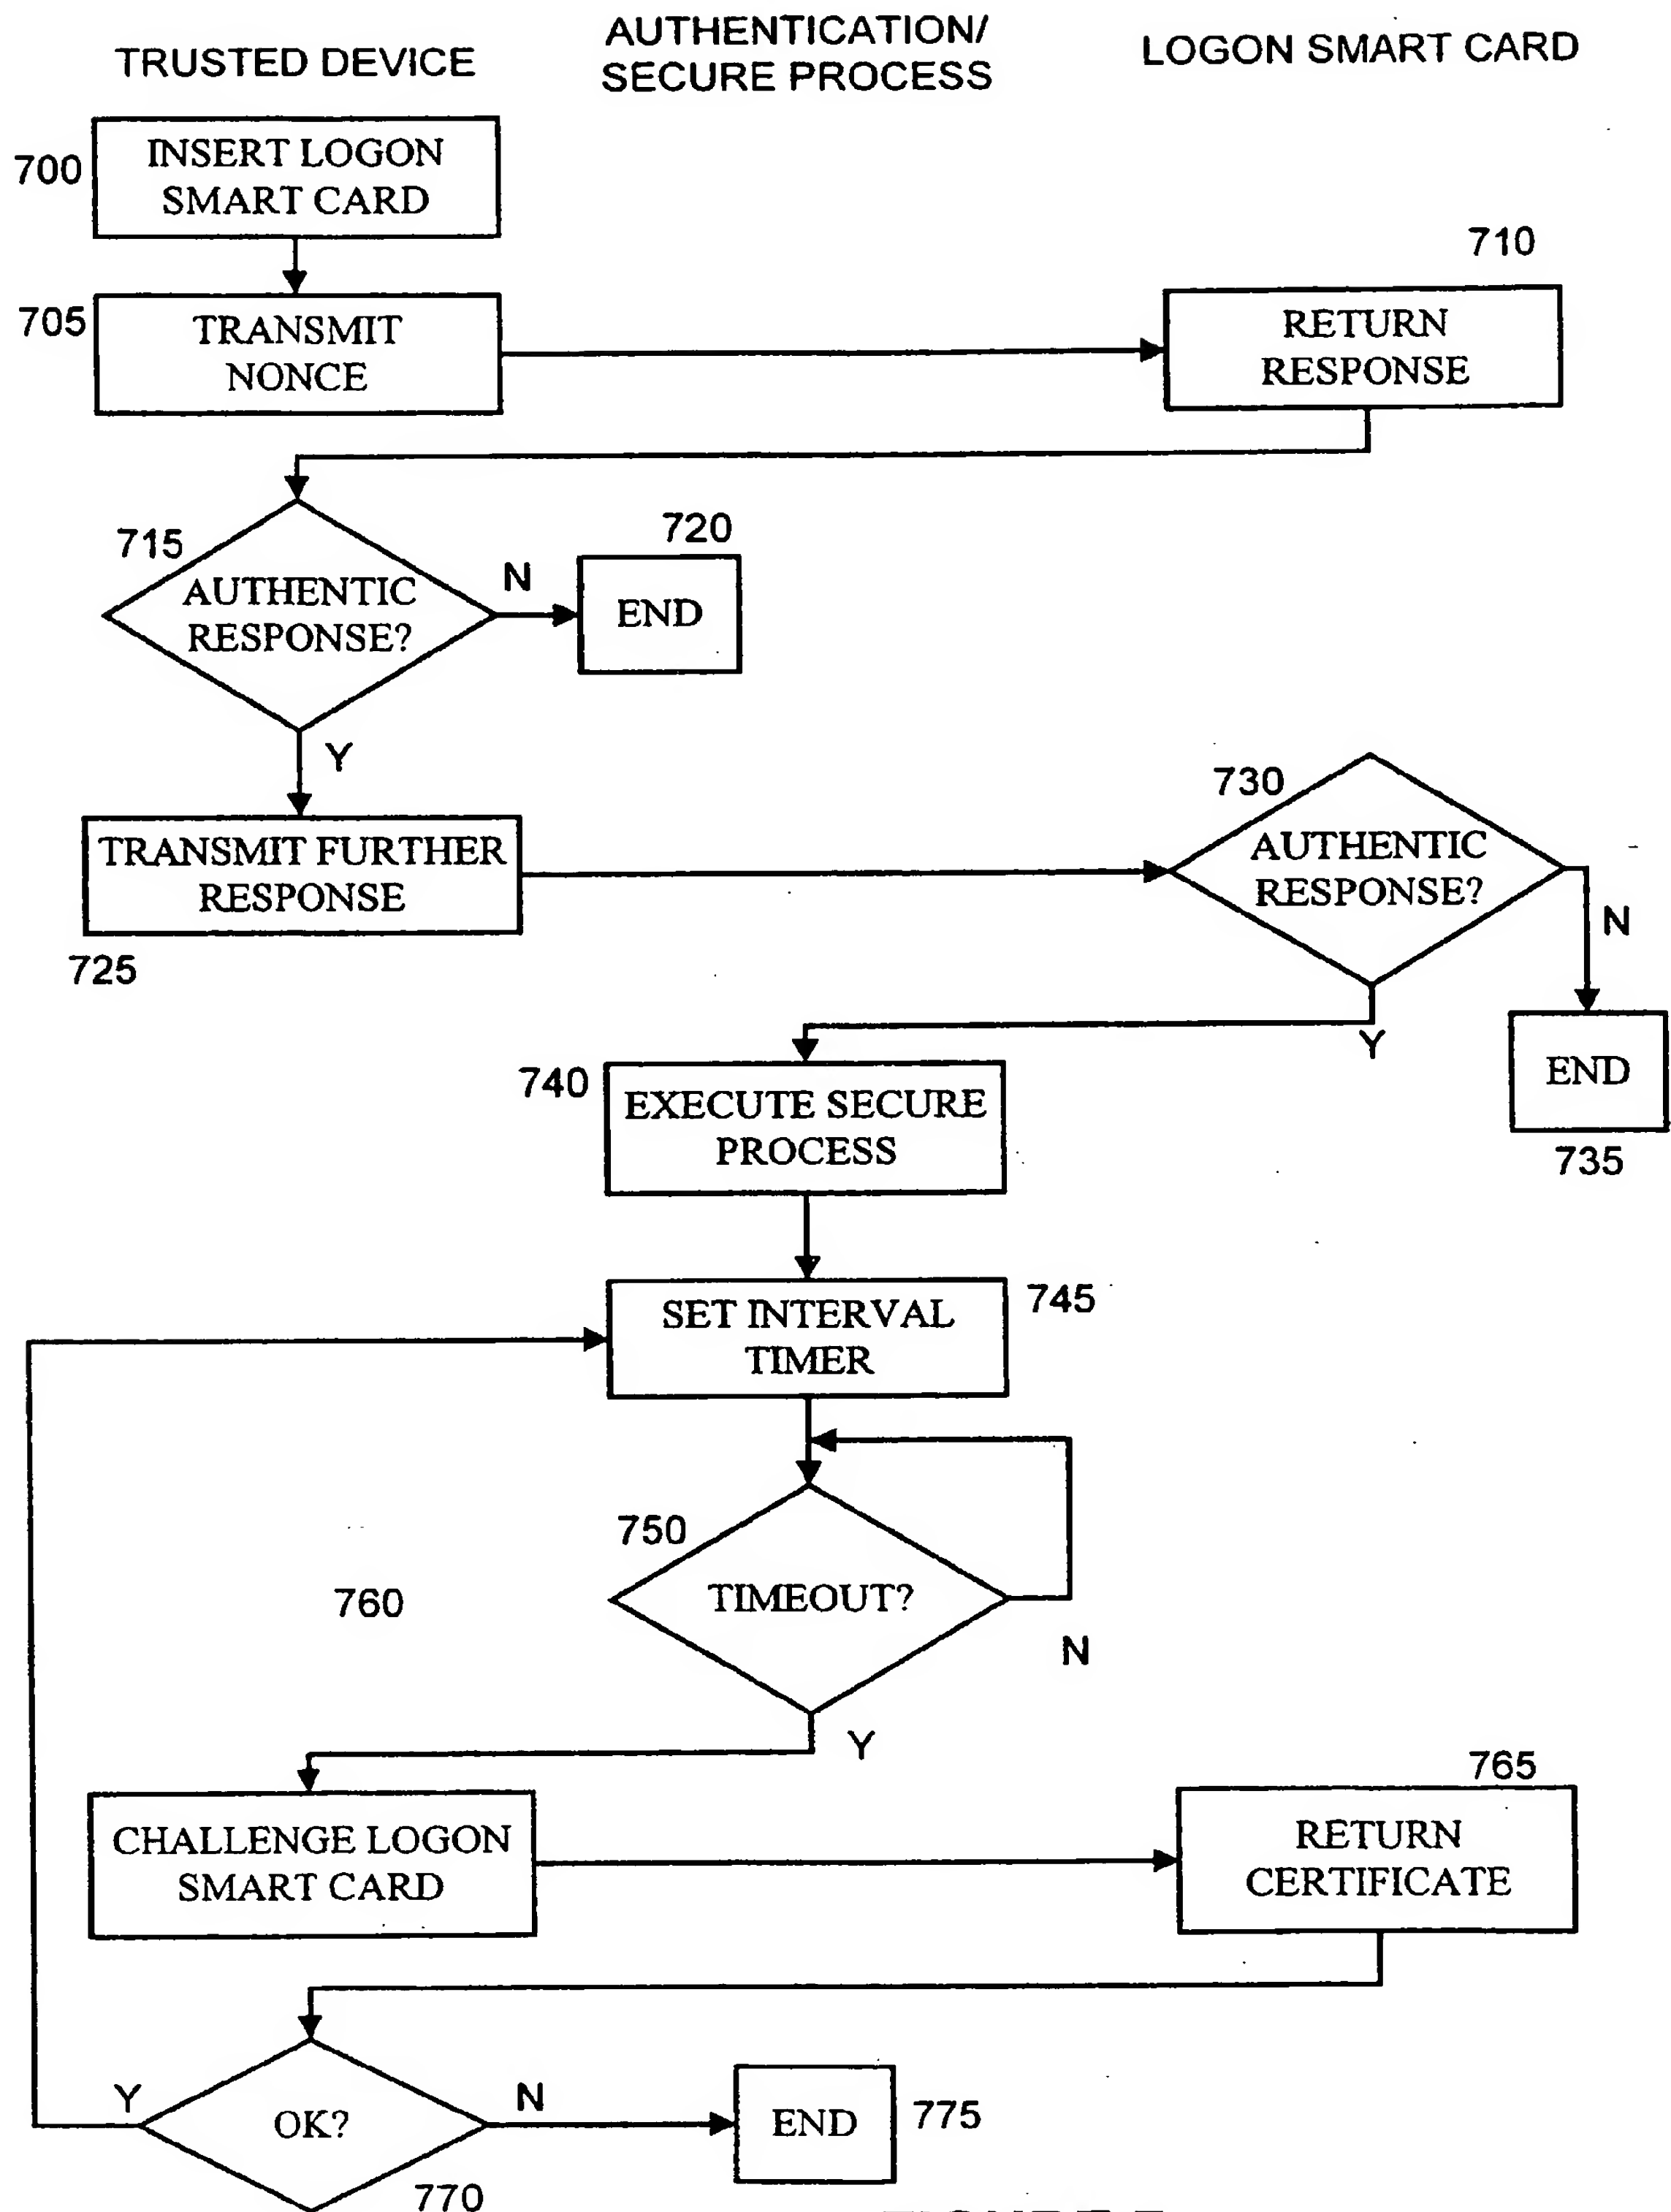 TRUSTED DEVICE
AUTHENTICATION/
SECURE PROCESS
LOGON SMART CARD
700
INSERT LOGON
SMART CARD
705
TRANSMIT
NONCE
710
RETURN
RESPONSE
715
AUTHENTIC
RESPONSE?
N
720
END
Y
TRANSMIT FURTHER
RESPONSE
725
730
AUTHENTIC
RESPONSE?
N
END
735
Y
740
EXECUTE SECURE
PROCESS
SET INTERVAL
TIMER
745
750
TIMEOUT?
N
760
Y
CHALLENGE LOGON
SMART CARD
765
RETURN
CERTIFICATE
Y
OK?
N
END
775
770